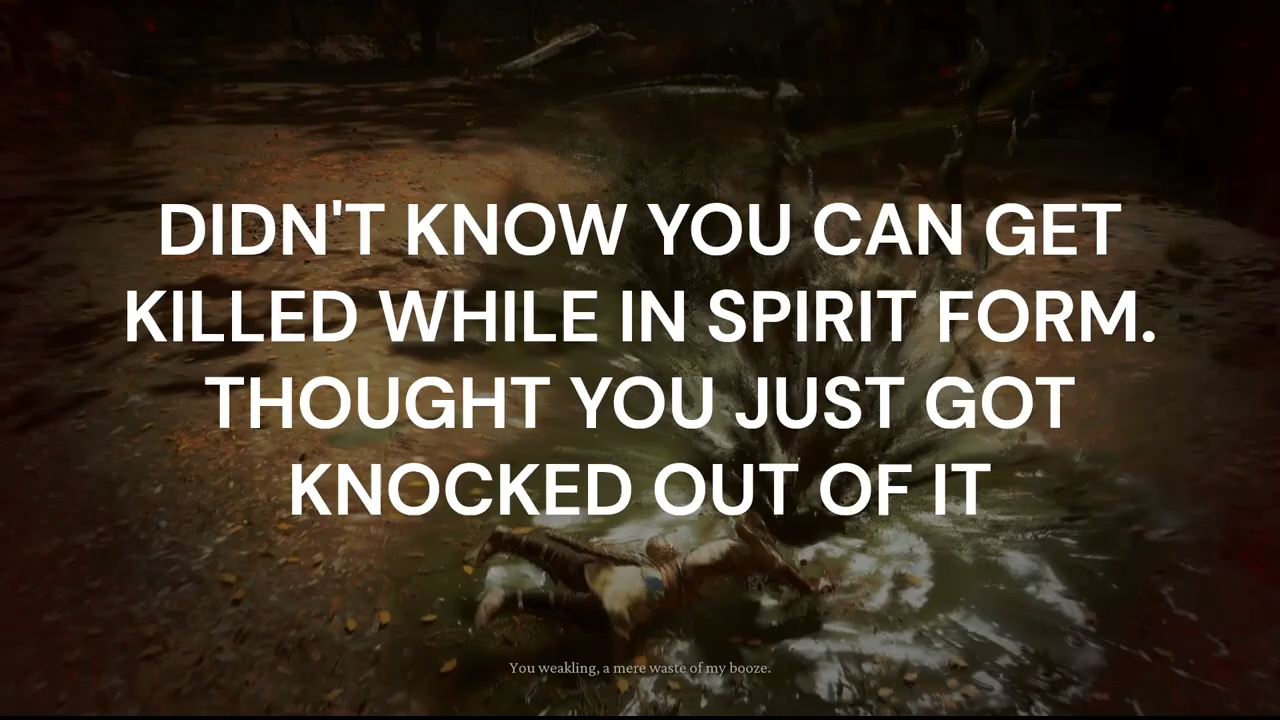 DIDN'T KNOW YOU CAN GET
KILLED WHILE IN SPIRIT FORM.
THOUGHT YOU JUST GOT
KNOCKED OUT OF IT
You weakling, a mere waste of my booze.